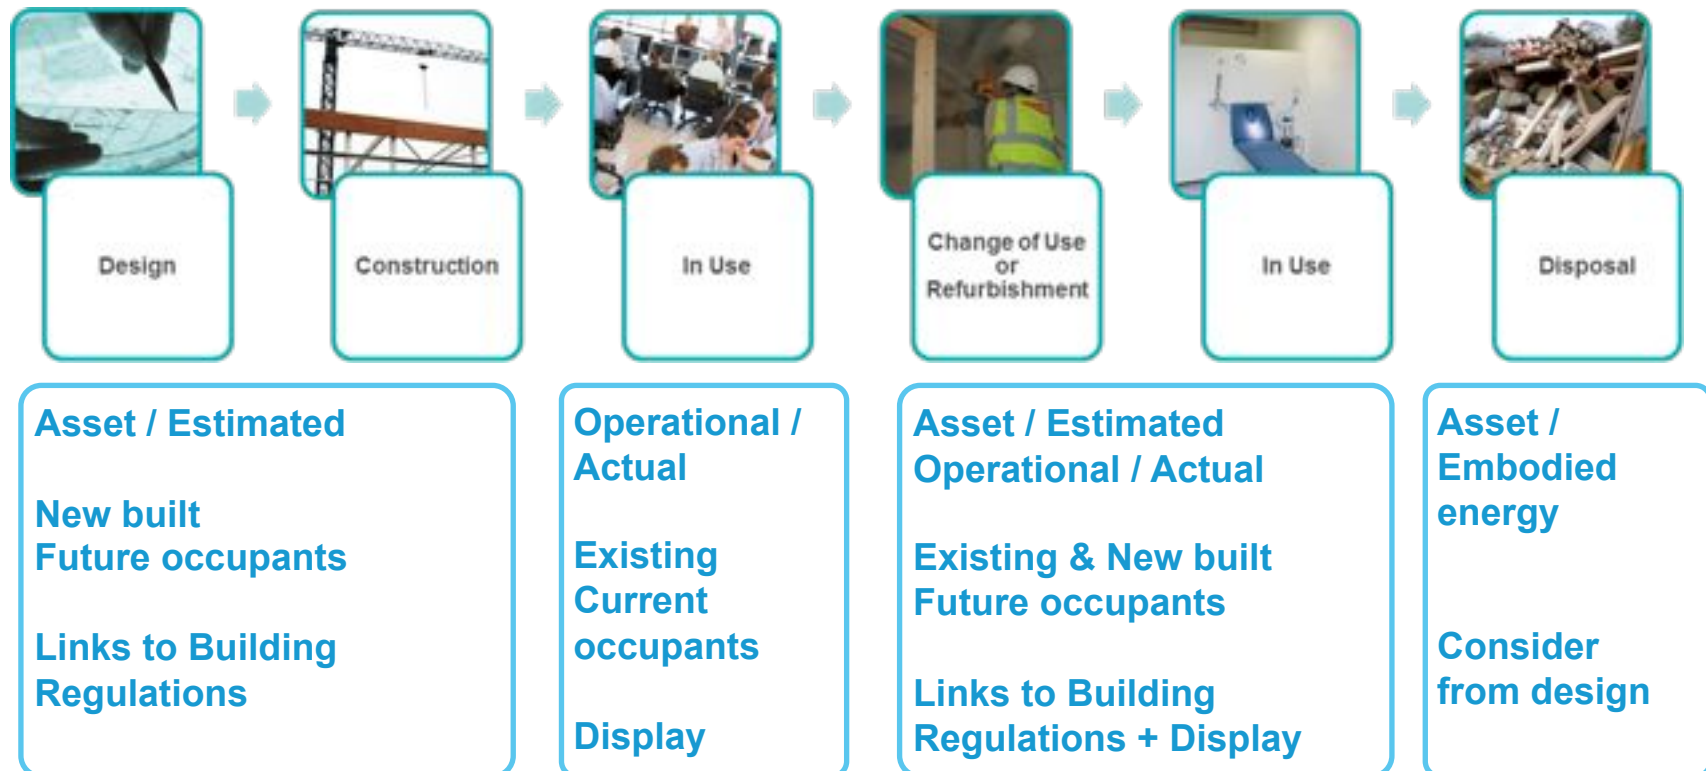 Design
Construction
In Use
Change of Use
or
Refurbishment
In Use
Disposal
Asset / Estimated
New built
Future occupants
Links to Building
Regulations
Operational /
Actual
Existing
Current
occupants
Display
Asset / Estimated
Operational / Actual
Existing & New built
Future occupants
Links to Building
Regulations + Display
Asset /
Embodied
energy
Consider
from design